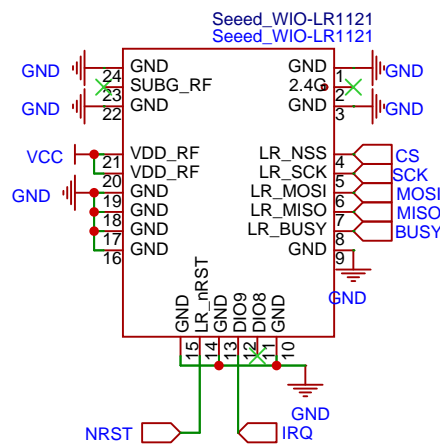 Seeed_WIO-LR1121
Seeed_WIO-LR1121
GND GND 24 GND GND 1 GND
SUBG_RF 23 2.4G 2
GND GND 22 GND 3 GND
VCC VDD_RF 21 LR_NSS 4 CS
VDD_RF 20 LR_SCK 5 SCK
GND GND 19 LR_MOSI 6 MOSI
GND 18 LR_MISO 7 MISO
GND 17 LR_BUSY 8 BUSY
GND 16 GND 9
GND
GND LR_nRST GND DIO9 DIO8 GND
15 14 13 12 11 10
GND
NRST IRQ